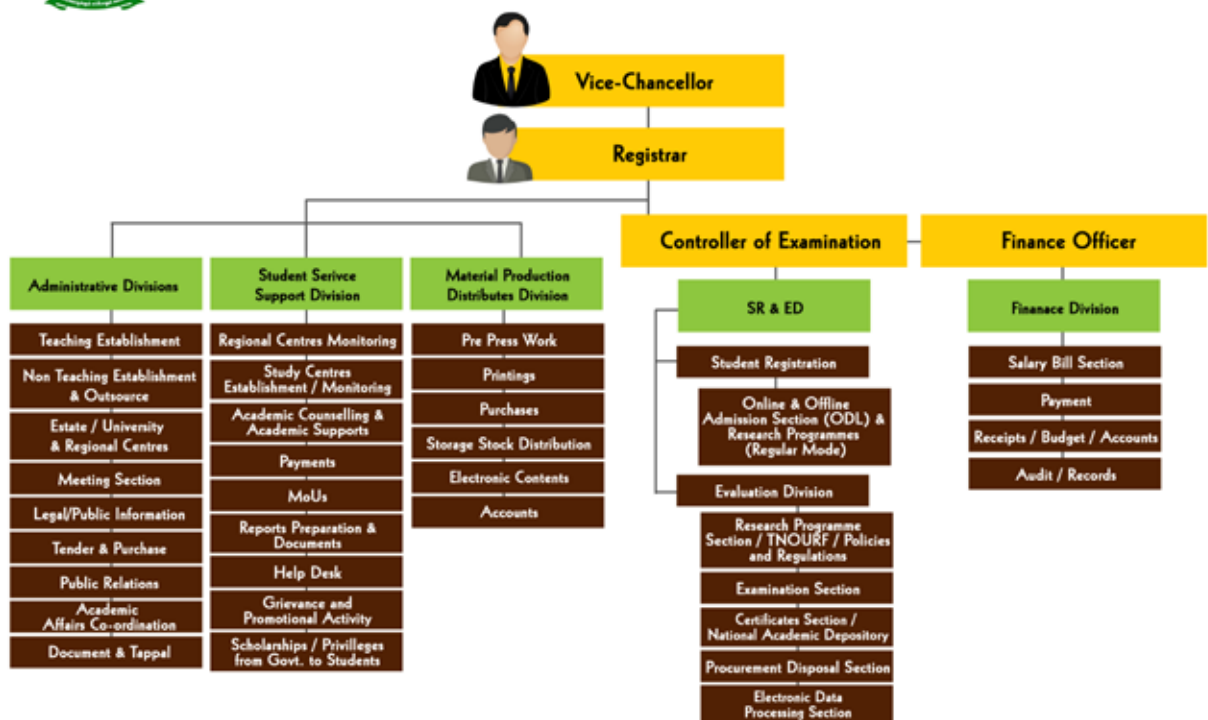 Vice-Chancellor
Registrar
Controller of Examination
Finance Officer
Administrative Divisions
Teaching Establishment
Non Teaching Establishment
& Outsource
Estate / University
& Regional Centres
Meeting Section
Legal/Public Information
Tender & Purchase
Public Relations
Academic
Affairs Co-ordination
Document & Tappal
Student Serivce
Support Division
Regional Centres Monitoring
Study Centres
Establishment / Monitoring
Academic Counselling &
Academic Supports
Payments
MoUs
Reports Preparation &
Documents
Help Desk
Grievance and
Promotional Activity
Scholarships / Privilleges
from Govt. to Students
Material Production
Distributes Division
Pre Press Work
Printings
Purchases
Storage Stock Distribution
Electronic Contents
Accounts
SR & ED
Student Registration
Online & Offline
Admission Section (ODL) &
Research Programmes
(Regular Mode)
Evaluation Division
Research Programme
Section / TNOURF / Policies
and Regulations
Examination Section
Certificates Section /
National Academic Depository
Procurement Disposal Section
Electronic Data
Processing Section
Finanace Division
Salary Bill Section
Payment
Receipts / Budget / Accounts
Audit / Records